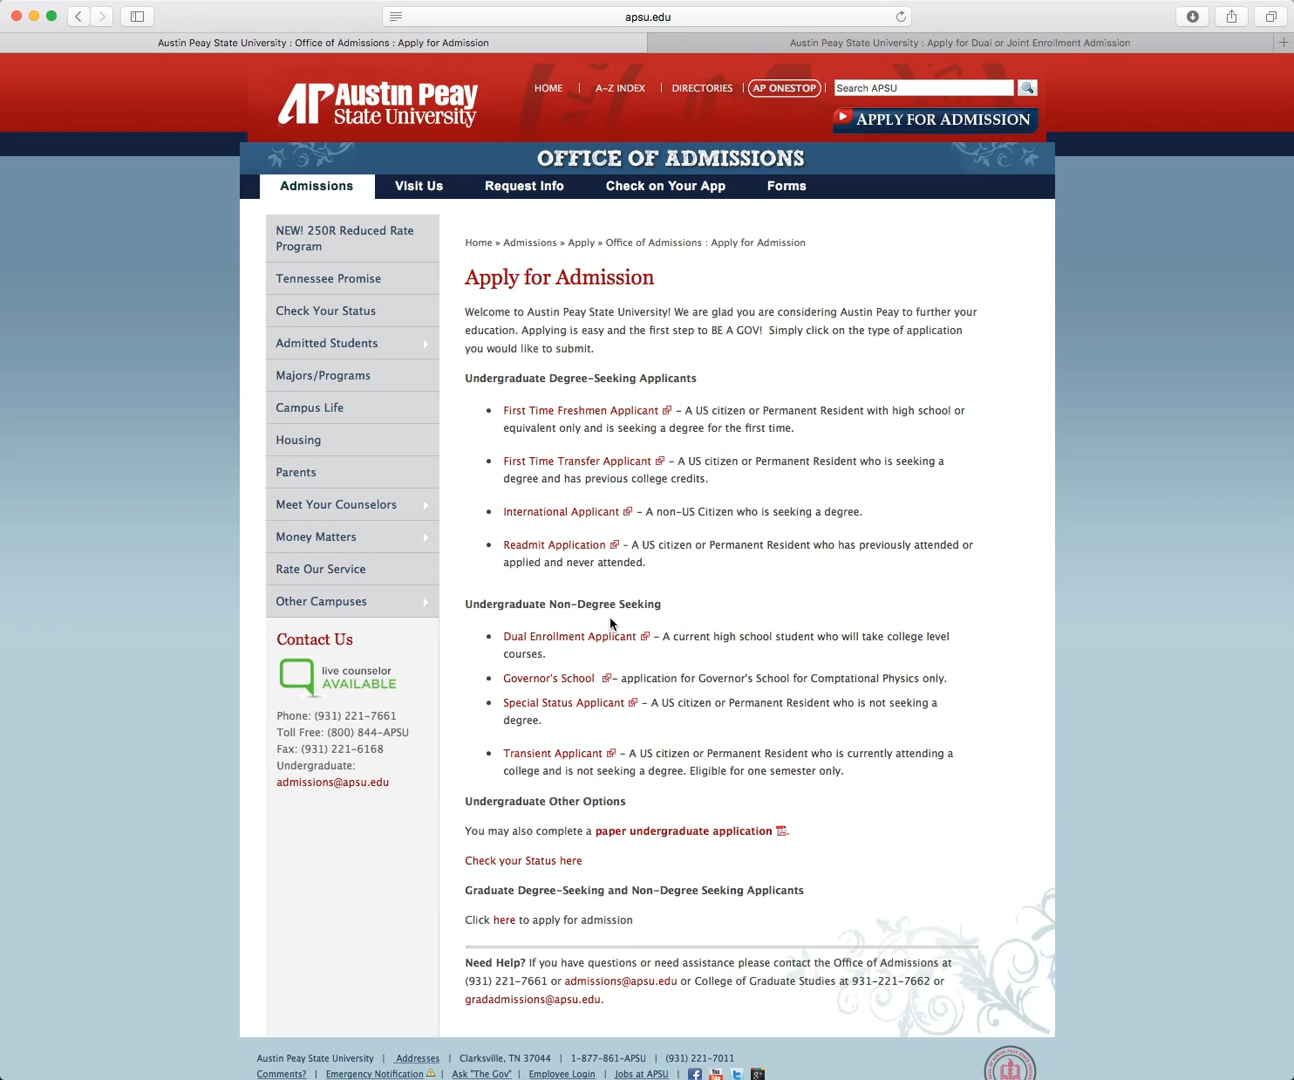 apsu.edu
Austin Peay State University : Office of Admissions : Apply for Admission
Austin Peay State University : Apply for Dual or Joint Enrollment Admission
AP Austin Peay
State University
HOME | A-Z INDEX | DIRECTORIES | AP ONESTOP |
Search APSU
APPLY FOR ADMISSION
OFFICE OF ADMISSIONS
Admissions
Visit Us
Request Info
Check on Your App
Forms
NEW! 250R Reduced Rate
Program
Tennessee Promise
Check Your Status
Admitted Students
Majors/Programs
Campus Life
Housing
Parents
Meet Your Counselors
Money Matters
Rate Our Service
Other Campuses
Contact Us
live counselor
AVAILABLE
Phone: (931) 221-7661
Toll Free: (800) 844-APSU
Fax: (931) 221-6168
Undergraduate:
admissions@apsu.edu
Home » Admissions » Apply » Office of Admissions : Apply for Admission
Apply for Admission
Welcome to Austin Peay State University! We are glad you are considering Austin Peay to further your
education. Applying is easy and the first step to BE A GOV! Simply click on the type of application
you would like to submit.
Undergraduate Degree-Seeking Applicants
• First Time Freshmen Applicant – A US citizen or Permanent Resident with high school or
equivalent only and is seeking a degree for the first time.
• First Time Transfer Applicant – A US citizen or Permanent Resident who is seeking a
degree and has previous college credits.
• International Applicant – A non-US Citizen who is seeking a degree.
• Readmit Application – A US citizen or Permanent Resident who has previously attended or
applied and never attended.
Undergraduate Non-Degree Seeking
• Dual Enrollment Applicant – A current high school student who will take college level
courses.
• Governor's School – application for Governor's School for Comptational Physics only.
• Special Status Applicant – A US citizen or Permanent Resident who is not seeking a
degree.
• Transient Applicant – A US citizen or Permanent Resident who is currently attending a
college and is not seeking a degree. Eligible for one semester only.
Undergraduate Other Options
You may also complete a paper undergraduate application .
Check your Status here
Graduate Degree-Seeking and Non-Degree Seeking Applicants
Click here to apply for admission
Need Help? If you have questions or need assistance please contact the Office of Admissions at
(931) 221-7661 or admissions@apsu.edu or College of Graduate Studies at 931-221-7662 or
gradadmissions@apsu.edu.
Austin Peay State University | Addresses | Clarksville, TN 37044 | 1-877-861-APSU | (931) 221-7011
Comments? | Emergency Notification | Ask "The Gov" | Employee Login | Jobs at APSU |